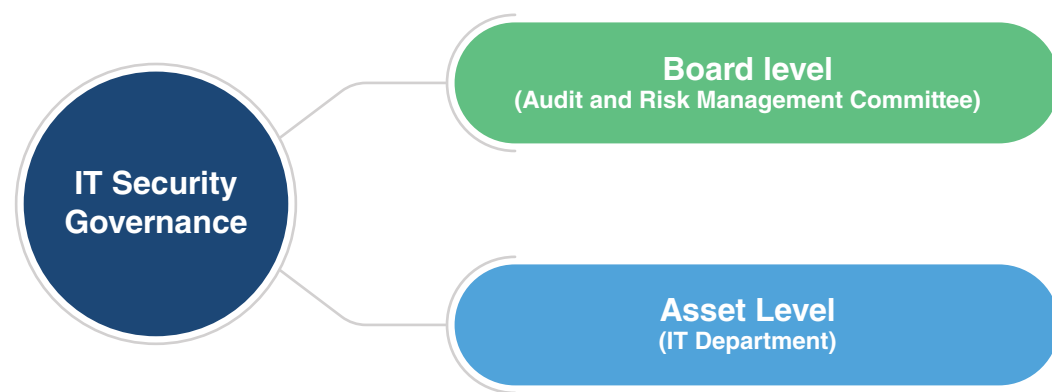 IT Security
Governance
Board level
(Audit and Risk Management Committee)
Asset Level
(IT Department)